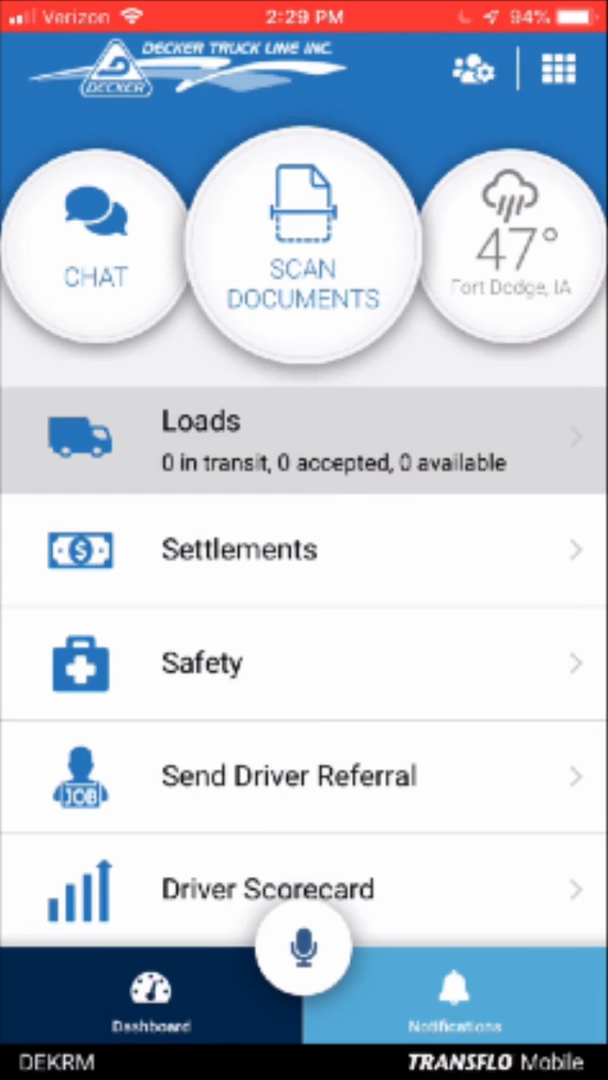 Verizon 2:29 PM 94%
DECKER TRUCK LINE INC.
DECKER
CHAT
SCAN
DOCUMENTS
47°
Fort Dodge, IA
Loads
0 in transit, 0 accepted, 0 available
Settlements
Safety
JOB
Send Driver Referral
Driver Scorecard
Dashboard
Notifications
DEKRM
TRANSFLO Mobile